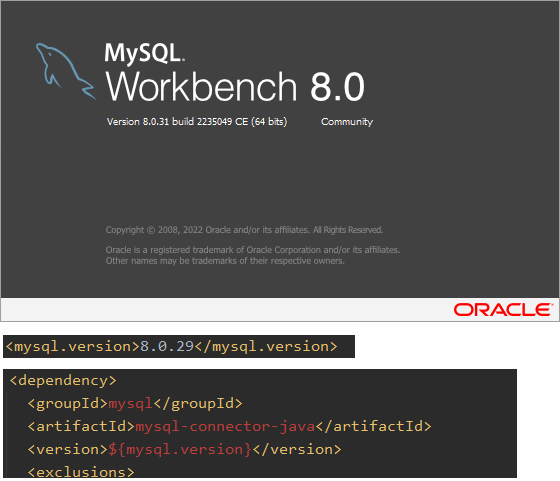 MySQL.
Workbench 8.0
Version 8.0.31 build 2235049 CE (64 bits) Community
Copyright © 2008, 2022 Oracle and/or its affiliates. All Rights Reserved.
Oracle is a registered trademark of Oracle Corporation and/or its affiliates.
Other names may be trademarks of their respective owners.
ORACLE
<mysql.version>8.0.29</mysql.version>
<dependency>
<groupId>mysql</groupId>
<artifactId>mysql-connector-java</artifactId>
<version>${mysql.version}</version>
<exclusions>